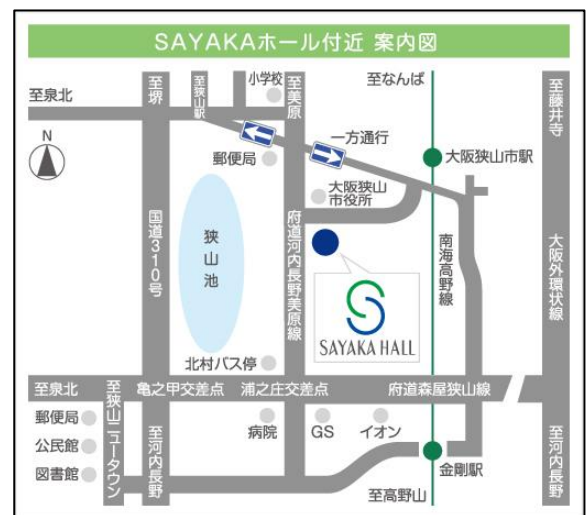 SAYAKAホール付近 案内図
至泉北
至堺
至狭山駅
小学校
至美原
至なんば
至藤井寺
N
一方通行
郵便局
大阪狭山市駅
大阪狭山
市役所
国道310号
狭山池
府道河内長野美原線
南海高野線
大阪外環状線
SAYAKA HALL
北村バス停
至泉北
亀之甲交差点
浦之庄交差点
府道森屋狭山線
郵便局
公民館
図書館
至狭山ニュータウン
至河内長野
病院
GS
イオン
金剛駅
至高野山
至河内長野